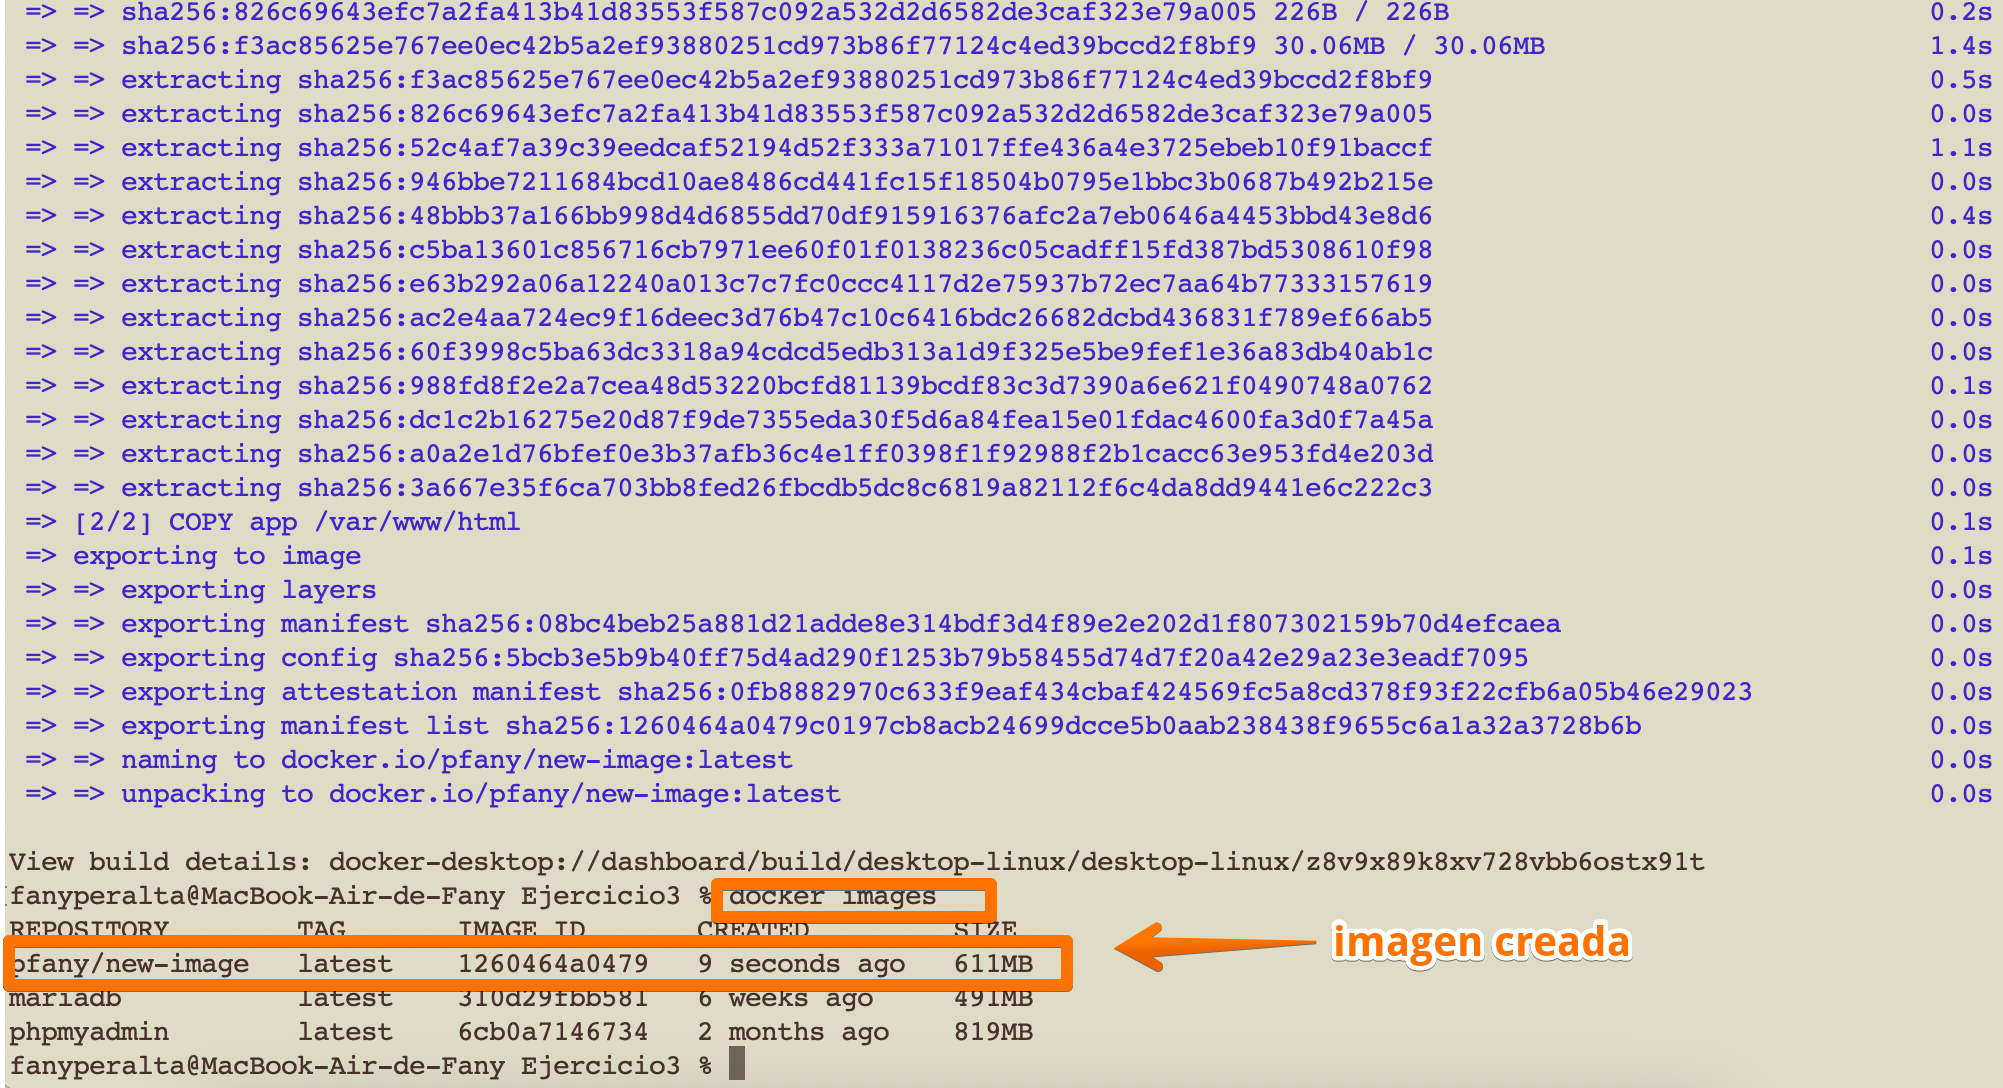 => => sha256:826c69643efc7a2fa413b41d83553f587c092a532d2d6582de3caf323e79a005 226B / 226B 0.2s
=> => sha256:f3ac85625e767ee0ec42b5a2ef93880251cd973b86f77124c4ed39bccd2f8bf9 30.06MB / 30.06MB 1.4s
=> => extracting sha256:f3ac85625e767ee0ec42b5a2ef93880251cd973b86f77124c4ed39bccd2f8bf9 0.5s
=> => extracting sha256:826c69643efc7a2fa413b41d83553f587c092a532d2d6582de3caf323e79a005 0.0s
=> => extracting sha256:52c4af7a39c39eedcaf52194d52f333a71017ffe436a4e3725ebeb10f91baccf 1.1s
=> => extracting sha256:946bbe7211684bcd10ae8486cd441fc15f18504b0795e1bbc3b0687b492b215e 0.0s
=> => extracting sha256:48bbb37a166bb998d4d6855dd70df915916376afc2a7eb0646a4453bbd43e8d6 0.4s
=> => extracting sha256:c5ba13601c856716cb7971ee60f01f0138236c05cadff15fd387bd5308610f98 0.0s
=> => extracting sha256:e63b292a06a12240a013c7c7fc0ccc4117d2e75937b72ec7aa64b77333157619 0.0s
=> => extracting sha256:ac2e4aa724ec9f16deec3d76b47c10c6416bdc26682dcbd436831f789ef66ab5 0.0s
=> => extracting sha256:60f3998c5ba63dc3318a94cdcd5edb313a1d9f325e5be9fef1e36a83db40ab1c 0.0s
=> => extracting sha256:988fd8f2e2a7cea48d53220bcfd81139bcdf83c3d7390a6e621f0490748a0762 0.1s
=> => extracting sha256:dc1c2b16275e20d87f9de7355eda30f5d6a84fea15e01fdac4600fa3d0f7a45a 0.0s
=> => extracting sha256:a0a2e1d76bfef0e3b37afb36c4e1ff0398f1f92988f2b1cacc63e953fd4e203d 0.0s
=> => extracting sha256:3a667e35f6ca703bb8fed26fbcdb5dc8c6819a82112f6c4da8dd9441e6c222c3 0.0s
=> [2/2] COPY app /var/www/html 0.1s
=> exporting to image 0.1s
=> => exporting layers 0.0s
=> => exporting manifest sha256:08bc4beb25a881d21adde8e314bdf3d4f89e2e202d1f807302159b70d4efcaea 0.0s
=> => exporting config sha256:5bcb3e5b9b40ff75d4ad290f1253b79b58455d74d7f20a42e29a23e3eadf7095 0.0s
=> => exporting attestation manifest sha256:0fb8882970c633f9eaf434cbaf424569fc5a8cd378f93f22cfb6a05b46e29023 0.0s
=> => exporting manifest list sha256:1260464a0479c0197cb8acb24699dcce5b0aab238438f9655c6a1a32a3728b6b 0.0s
=> => naming to docker.io/pfany/new-image:latest 0.0s
=> => unpacking to docker.io/pfany/new-image:latest 0.0s
View build details: docker-desktop://dashboard/build/desktop-linux/desktop-linux/z8v9x89k8xv728vbb6ostx91t
fanyperalta@MacBook-Air-de-Fany Ejercicio3 % docker images
REPOSITORY TAG IMAGE ID CREATED SIZE
pfany/new-image latest 1260464a0479 9 seconds ago 611MB
imagen creada
mariadb latest 310d29fbb581 6 weeks ago 491MB
phpmyadmin latest 6cb0a7146734 2 months ago 819MB
fanyperalta@MacBook-Air-de-Fany Ejercicio3 %